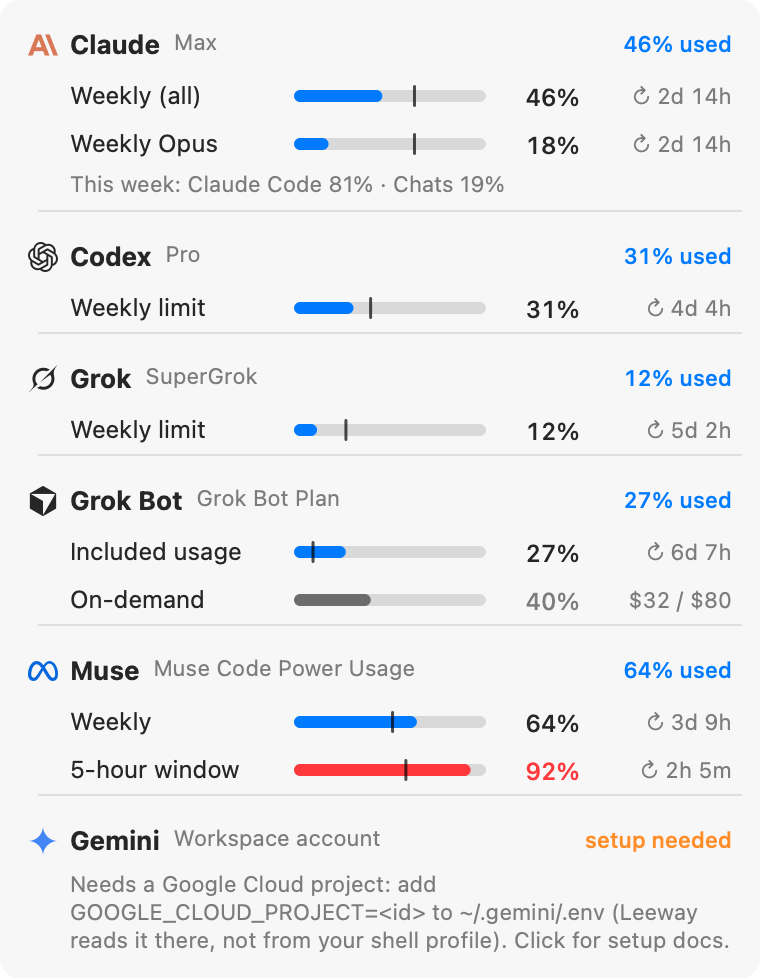 Claude Max 46% used
Weekly (all) 46% 2d 14h
Weekly Opus 18% 2d 14h
This week: Claude Code 81% · Chats 19%
Codex Pro 31% used
Weekly limit 31% 4d 4h
Grok SuperGrok 12% used
Weekly limit 12% 5d 2h
Grok Bot Grok Bot Plan 27% used
Included usage 27% 6d 7h
On-demand 40% $32 / $80
Muse Muse Code Power Usage 64% used
Weekly 64% 3d 9h
5-hour window 92% 2h 5m
Gemini Workspace account setup needed
Needs a Google Cloud project: add
GOOGLE_CLOUD_PROJECT=<id> to ~/.gemini/.env (Leeway
reads it there, not from your shell profile). Click for setup docs.